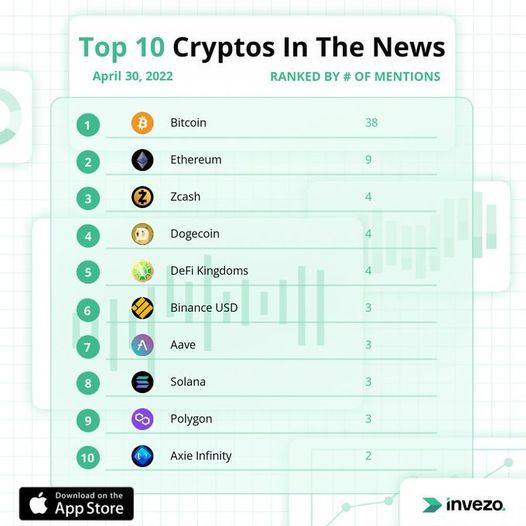 Top 10 Cryptos In The News
April 30, 2022 RANKED BY # OF MENTIONS
1 Bitcoin 38
2 Ethereum 9
3 Zcash 4
4 Dogecoin 4
5 DeFi Kingdoms 4
6 Binance USD 3
7 Aave 3
8 Solana 3
9 Polygon 3
10 Axie Infinity 2
Download on the
App Store
invezo.